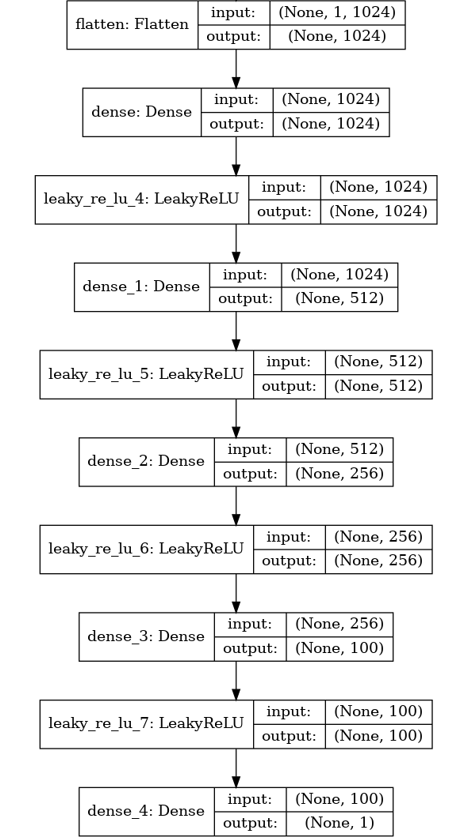 flatten: Flatten
input: (None, 1, 1024)
output: (None, 1024)
dense: Dense
input: (None, 1024)
output: (None, 1024)
leaky_re_lu_4: LeakyReLU
input: (None, 1024)
output: (None, 1024)
dense_1: Dense
input: (None, 1024)
output: (None, 512)
leaky_re_lu_5: LeakyReLU
input: (None, 512)
output: (None, 512)
dense_2: Dense
input: (None, 512)
output: (None, 256)
leaky_re_lu_6: LeakyReLU
input: (None, 256)
output: (None, 256)
dense_3: Dense
input: (None, 256)
output: (None, 100)
leaky_re_lu_7: LeakyReLU
input: (None, 100)
output: (None, 100)
dense_4: Dense
input: (None, 100)
output: (None, 1)